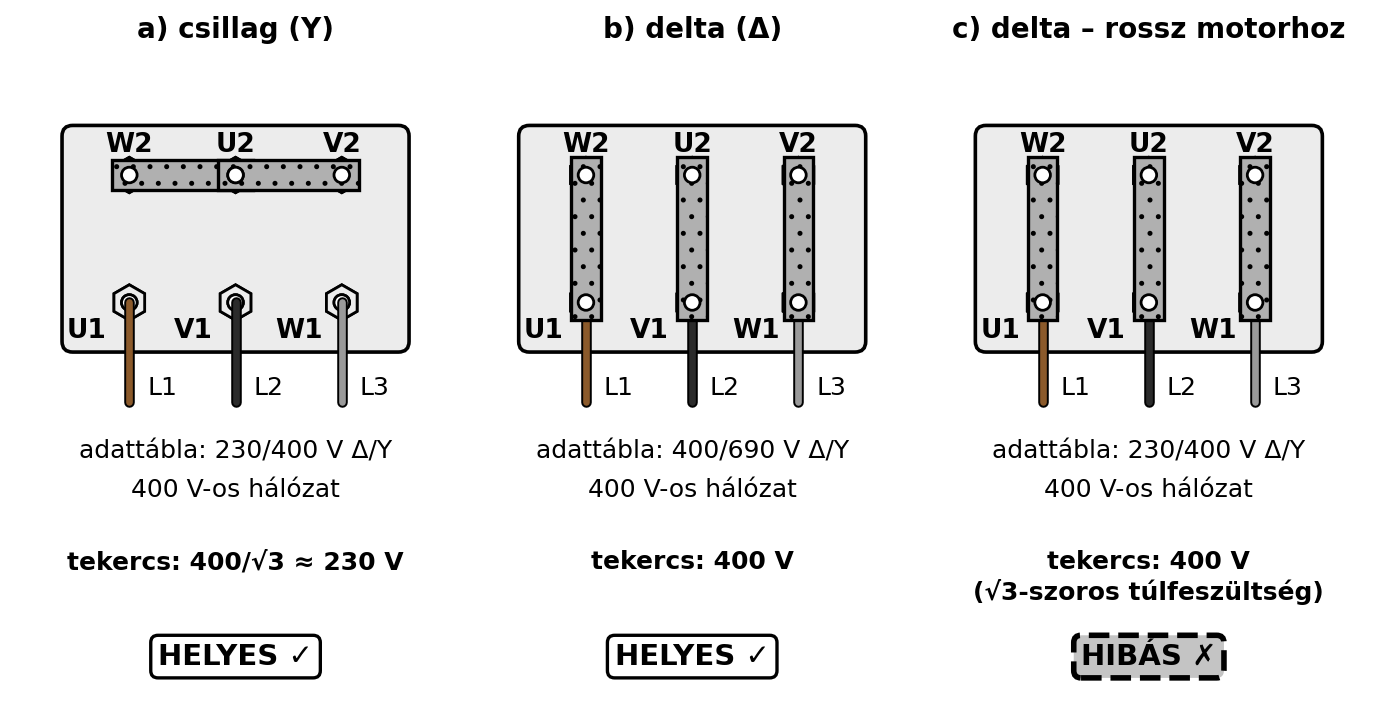 a) csillag (Y)
W2 U2 V2
U1 V1 W1
L1 L2 L3
adattábla: 230/400 V Δ/Y
400 V-os hálózat
tekercs: 400/√3 ≈ 230 V
HELYES ✓
b) delta (Δ)
W2 U2 V2
U1 V1 W1
L1 L2 L3
adattábla: 400/690 V Δ/Y
400 V-os hálózat
tekercs: 400 V
HELYES ✓
c) delta – rossz motorhoz
W2 U2 V2
U1 V1 W1
L1 L2 L3
adattábla: 230/400 V Δ/Y
400 V-os hálózat
tekercs: 400 V
(√3-szoros túlfeszültség)
HIBÁS ✗